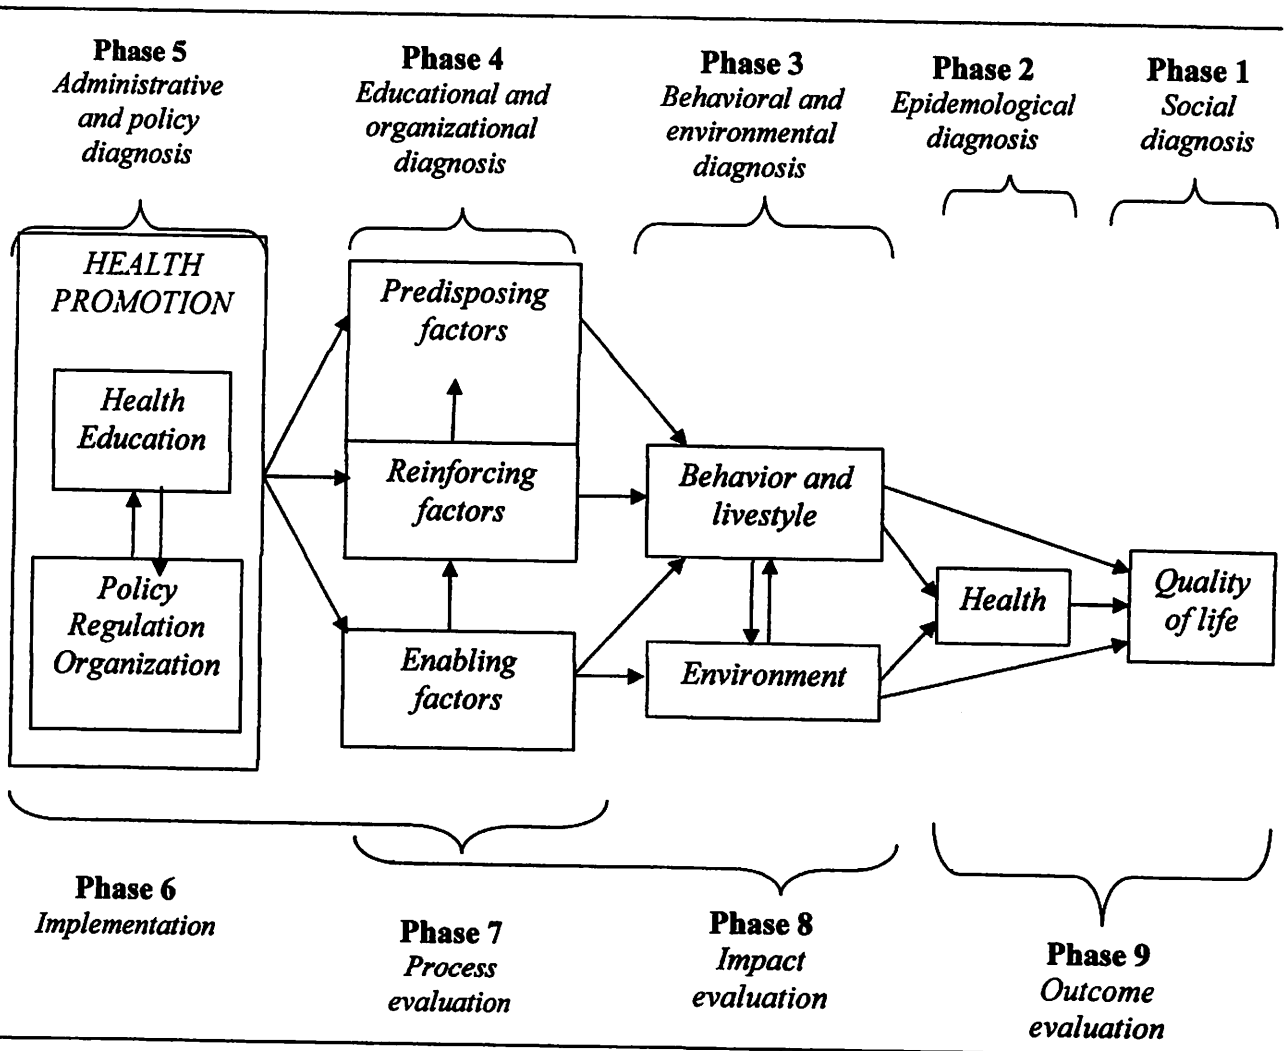 Phase 5
Administrative
and policy
diagnosis
Phase 4
Educational and
organizational
diagnosis
Phase 3
Behavioral and
environmental
diagnosis
Phase 2
Epidemological
diagnosis
Phase 1
Social
diagnosis
HEALTH
PROMOTION
Health
Education
Policy
Regulation
Organization
Predisposing
factors
Reinforcing
factors
Enabling
factors
Behavior and
livestyle
Environment
Health
Quality
of life
Phase 6
Implementation
Phase 7
Process
evaluation
Phase 8
Impact
evaluation
Phase 9
Outcome
evaluation